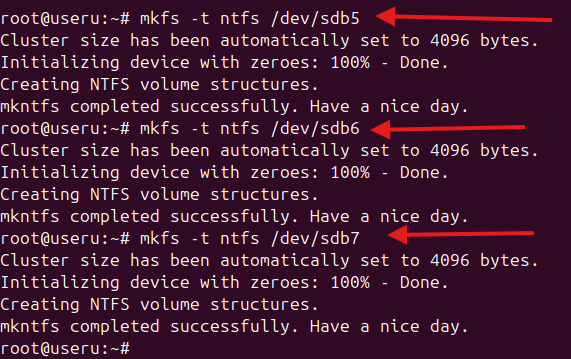 root@useru:~# mkfs -t ntfs /dev/sdb5
Cluster size has been automatically set to 4096 bytes.
Initializing device with zeroes: 100% - Done.
Creating NTFS volume structures.
mkntfs completed successfully. Have a nice day.
root@useru:~# mkfs -t ntfs /dev/sdb6
Cluster size has been automatically set to 4096 bytes.
Initializing device with zeroes: 100% - Done.
Creating NTFS volume structures.
mkntfs completed successfully. Have a nice day.
root@useru:~# mkfs -t ntfs /dev/sdb7
Cluster size has been automatically set to 4096 bytes.
Initializing device with zeroes: 100% - Done.
Creating NTFS volume structures.
mkntfs completed successfully. Have a nice day.
root@useru:~#